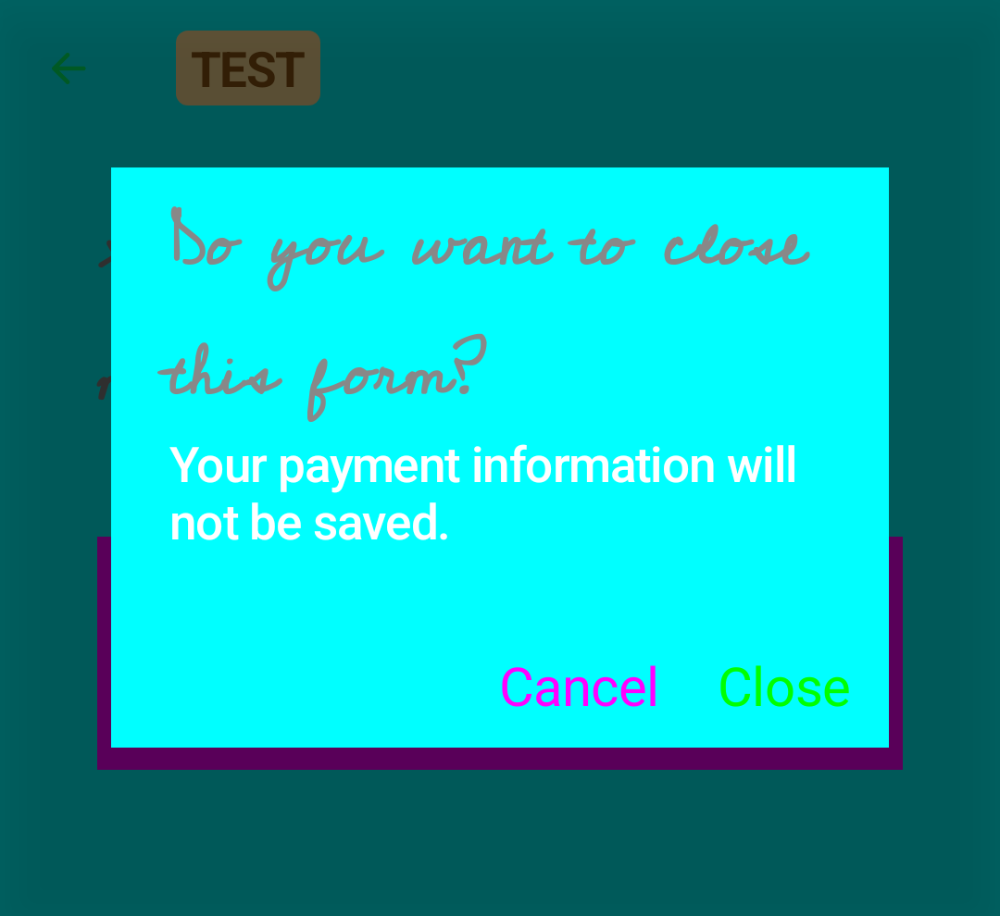 TEST
Do you want to close
this form?
Your payment information will
not be saved.
Cancel Close